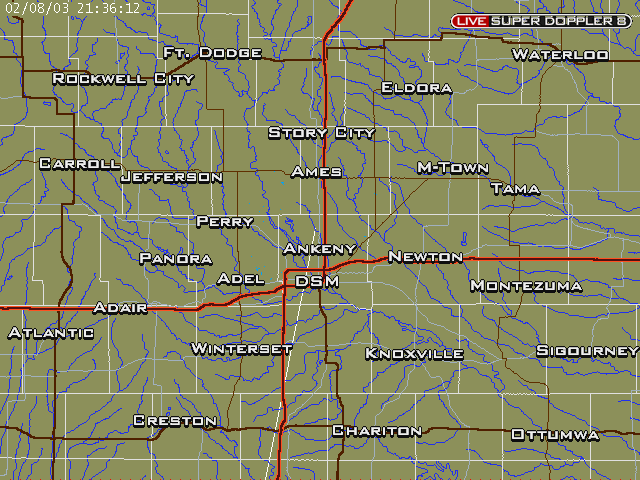 02/08/03 21:36:12
LIVE SUPER DOPPLER 8
FT. DODGE
WATERLOO
ROCKWELL CITY
ELDORA
STORY CITY
CARROLL
JEFFERSON
AMES
M-TOWN
TAMA
PERRY
ANKENY
PANORA
NEWTON
ADEL
DSM
MONTEZUMA
ADAIR
ATLANTIC
WINTERSET
KNOXVILLE
SIGOURNEY
CRESTON
CHARITON
OTTUMWA